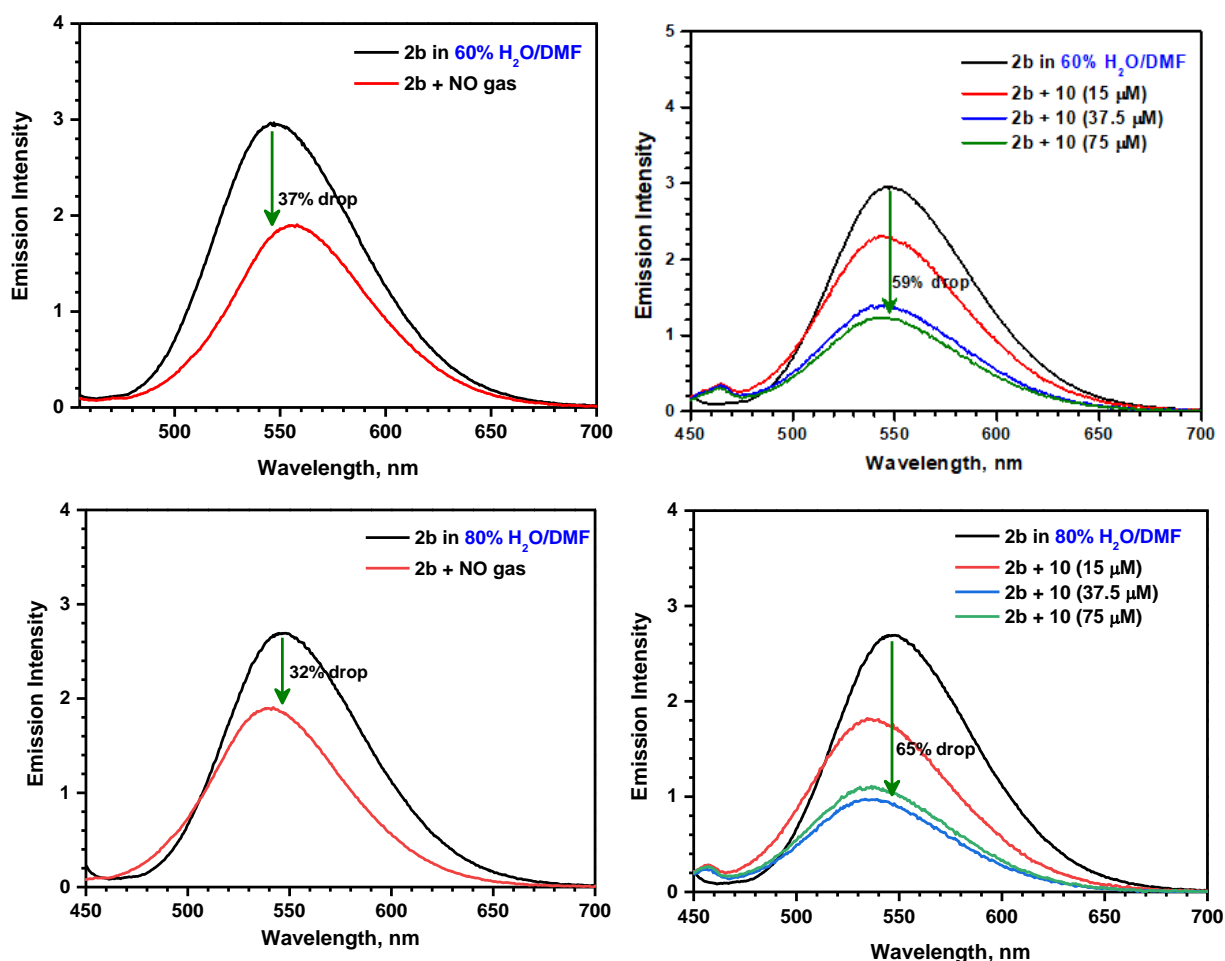 4
3
2
1
0
Emission Intensity
2b in 60% H₂O/DMF
2b + NO gas
37% drop
500 550 600 650 700
Wavelength, nm
5
4
3
2
1
0
Emission Intensity
2b in 60% H₂O/DMF
2b + 10 (15 μM)
2b + 10 (37.5 μM)
2b + 10 (75 μM)
59% drop
450 500 550 600 650 700
Wavelength, nm
4
3
2
1
0
Emission Intensity
2b in 80% H₂O/DMF
2b + NO gas
32% drop
450 500 550 600 650 700
Wavelength, nm
4
3
2
1
0
Emission Intensity
2b in 80% H₂O/DMF
2b + 10 (15 μM)
2b + 10 (37.5 μM)
2b + 10 (75 μM)
65% drop
450 500 550 600 650 700
Wavelength, nm